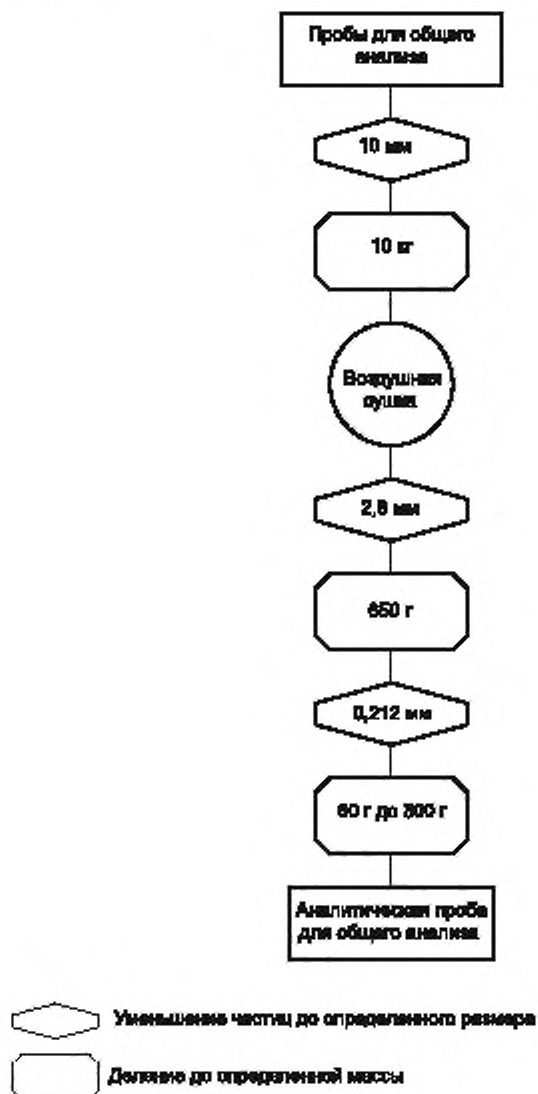 Пробы для общего
анализа
10 мм
10 кг
Воздушная
сушка
2,8 мм
650 г
0,212 мм
60 г до 300 г
Аналитическая проба
для общего анализа
Уменьшение частиц до определенного размера
Деление до определенной массы